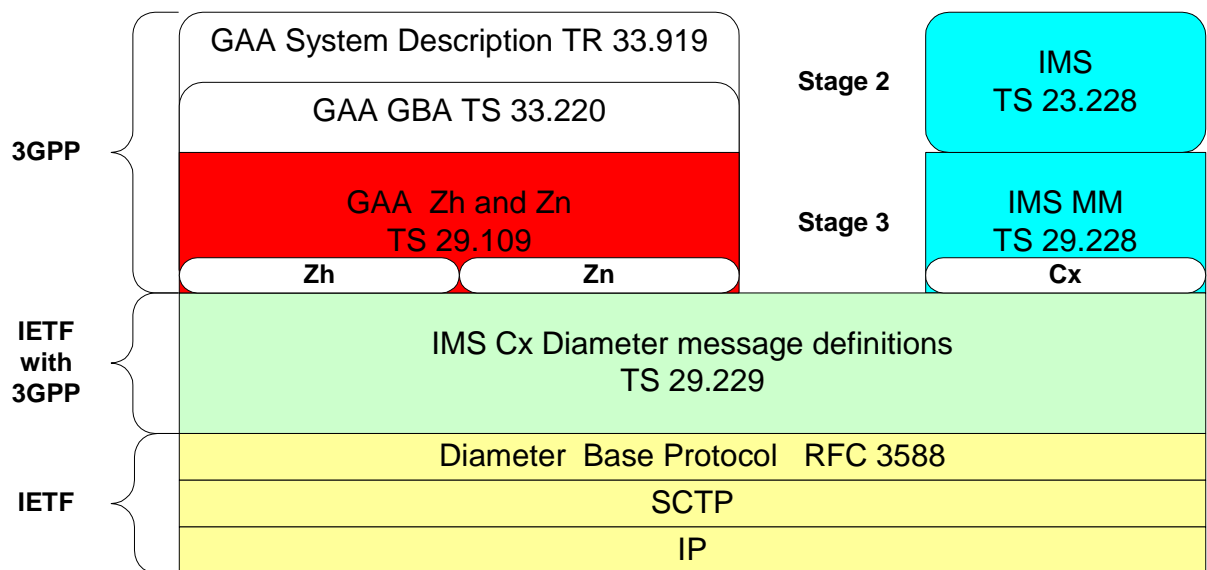 GAA System Description TR 33.919
GAA GBA TS 33.220
Stage 2
IMS
TS 23.228
3GPP
GAA Zh and Zn
TS 29.109
Stage 3
IMS MM
TS 29.228
Zh
Zn
Cx
IETF
with
3GPP
IMS Cx Diameter message definitions
TS 29.229
IETF
Diameter Base Protocol RFC 3588
SCTP
IP